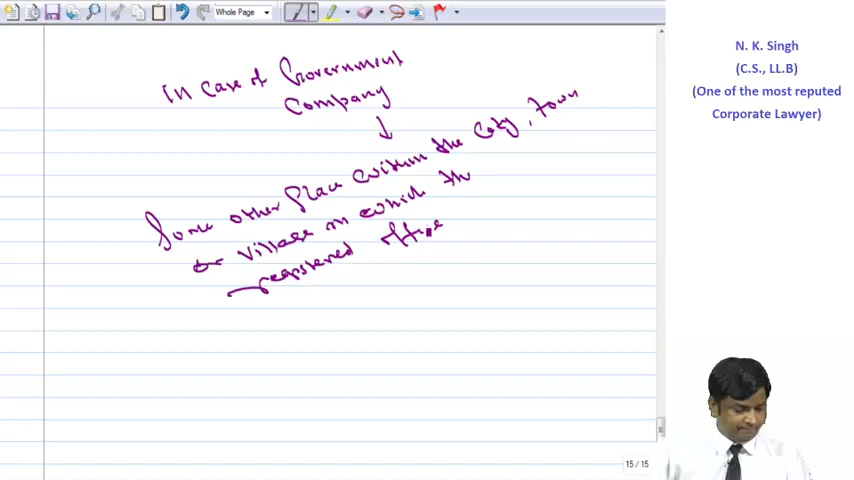 Whole Page
In case of Government
Company
Some other place within the City, town
or village in which the
registered office
15 / 15
N. K. Singh
(C.S., LL.B)
(One of the most reputed
Corporate Lawyer)